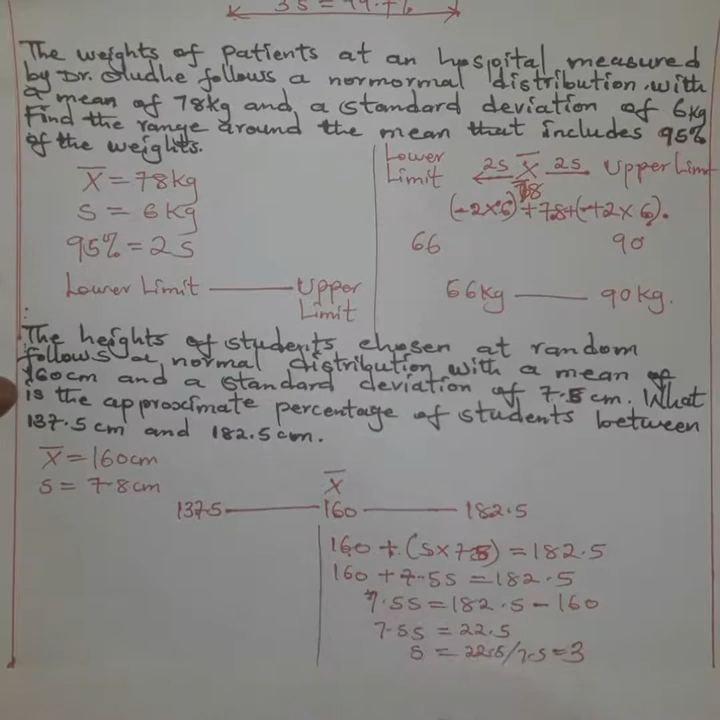 3S = 99.7%
The weights of patients at an hospital measured
by Dr. Oludhe follows a normormal distribution with
a mean of 78kg and a standard deviation of 6kg
Find the range around the mean that includes 95%
of the weights.
X̄ = 78kg
S = 6kg
95% = 2S
Lower Limit — Upper
Limit
Lower Limit 2S X̄ 2S Upper Limit
78
(-2×6)+78+(+2×6).
66 90
66kg — 90kg.
The heights of students chosen at random
follows a normal distribution with a mean of
160cm and a standard deviation of 7.5cm. What
is the approximate percentage of students between
137.5cm and 182.5cm.
X̄ = 160cm
S = 7.8cm
X̄
137.5 — 160 — 182.5
160 + (S×7.5) = 182.5
160 + 7.5S = 182.5
7.5S = 182.5 - 160
7.5S = 22.5
S = 22.5/7.5 = 3